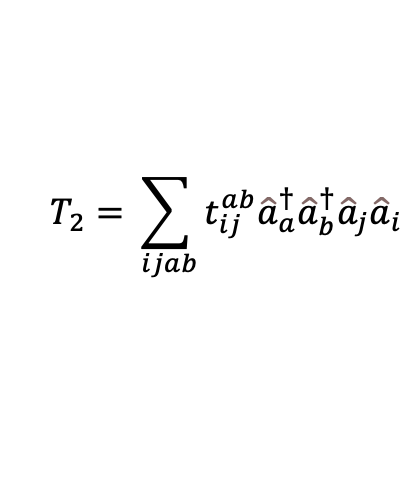 T₂ = ∑_{ijab} t_{ij}^{ab} â_a^† â_b^† â_j â_i